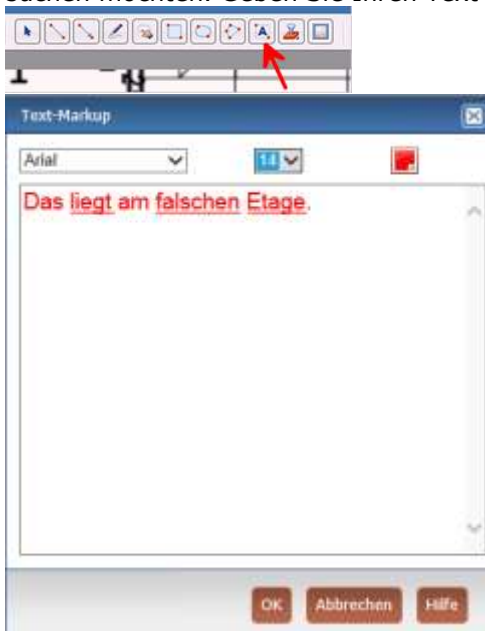 suchen möchten. Geben Sie Ihren Text
A
Text-Markup
Arial
14
Das liegt am falschen Etage.
OK
Abbrechen
Hilfe